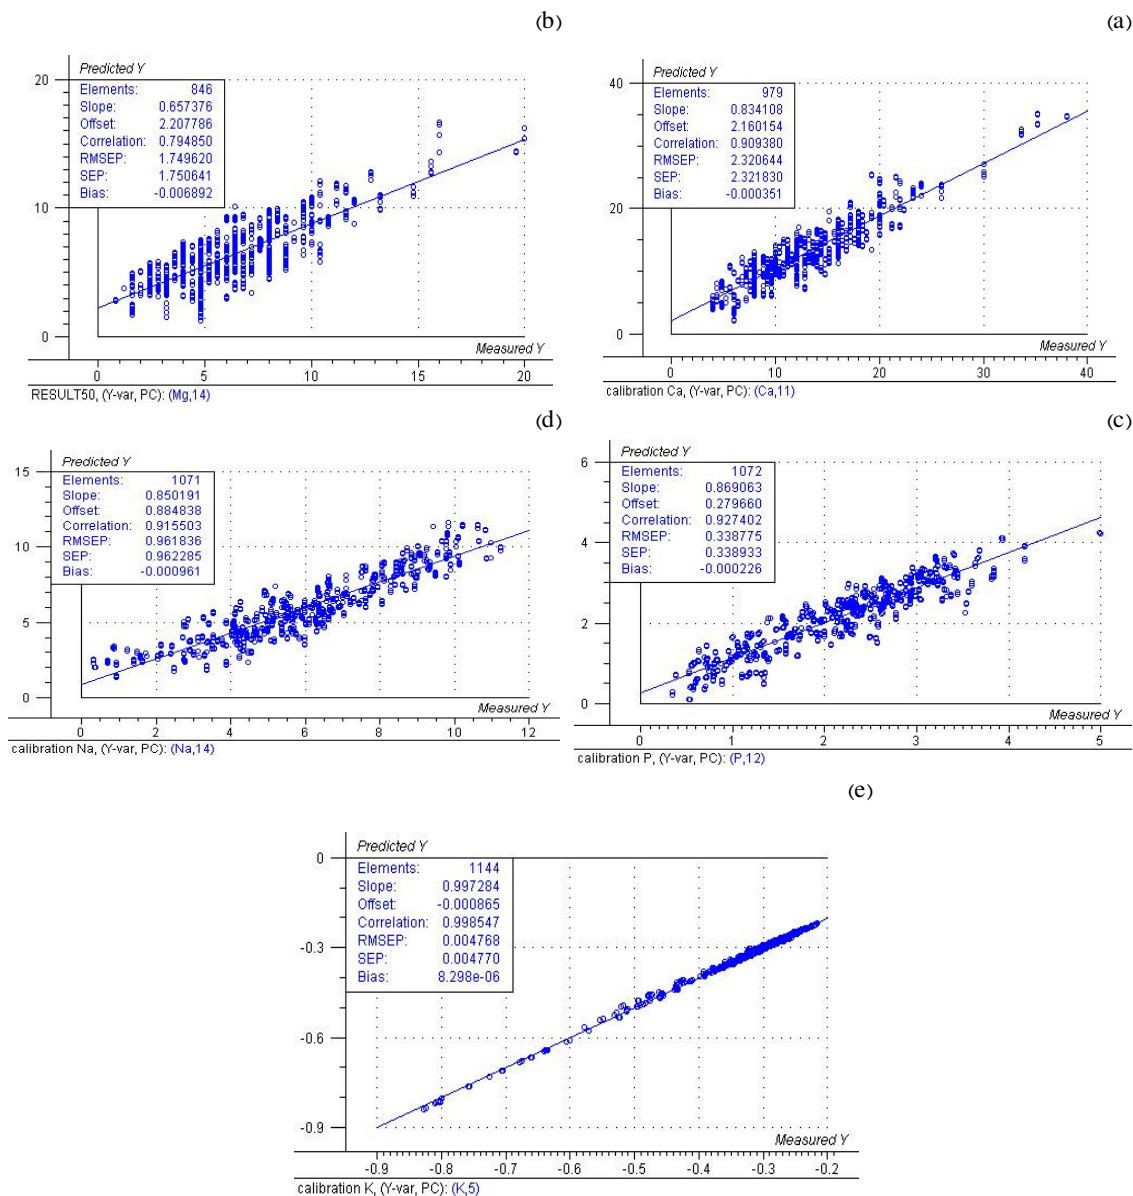 (b)
Predicted Y
20
10
0
Elements: 846
Slope: 0.657376
Offset: 2.207786
Correlation: 0.794850
RMSEP: 1.749620
SEP: 1.750641
Bias: -0.006892
Measured Y
0 5 10 15 20
RESULT50, (Y-var, PC): (Mg,14)
(a)
Predicted Y
40
20
0
Elements: 979
Slope: 0.834108
Offset: 2.160154
Correlation: 0.909380
RMSEP: 2.320644
SEP: 2.321830
Bias: -0.000351
Measured Y
0 10 20 30 40
calibration Ca, (Y-var, PC): (Ca,11)
(d)
Predicted Y
15
10
5
0
Elements: 1071
Slope: 0.850191
Offset: 0.884838
Correlation: 0.915503
RMSEP: 0.961836
SEP: 0.962285
Bias: -0.000961
Measured Y
0 2 4 6 8 10 12
calibration Na, (Y-var, PC): (Na,14)
(c)
Predicted Y
6
4
2
0
Elements: 1072
Slope: 0.869063
Offset: 0.279660
Correlation: 0.927402
RMSEP: 0.338775
SEP: 0.338933
Bias: -0.000226
Measured Y
0 1 2 3 4 5
calibration P, (Y-var, PC): (P,12)
(e)
Predicted Y
0
-0.3
-0.6
-0.9
Elements: 1144
Slope: 0.997284
Offset: -0.000865
Correlation: 0.998547
RMSEP: 0.004768
SEP: 0.004770
Bias: 8.298e-06
Measured Y
-0.9 -0.8 -0.7 -0.6 -0.5 -0.4 -0.3 -0.2
calibration K, (Y-var, PC): (K,5)